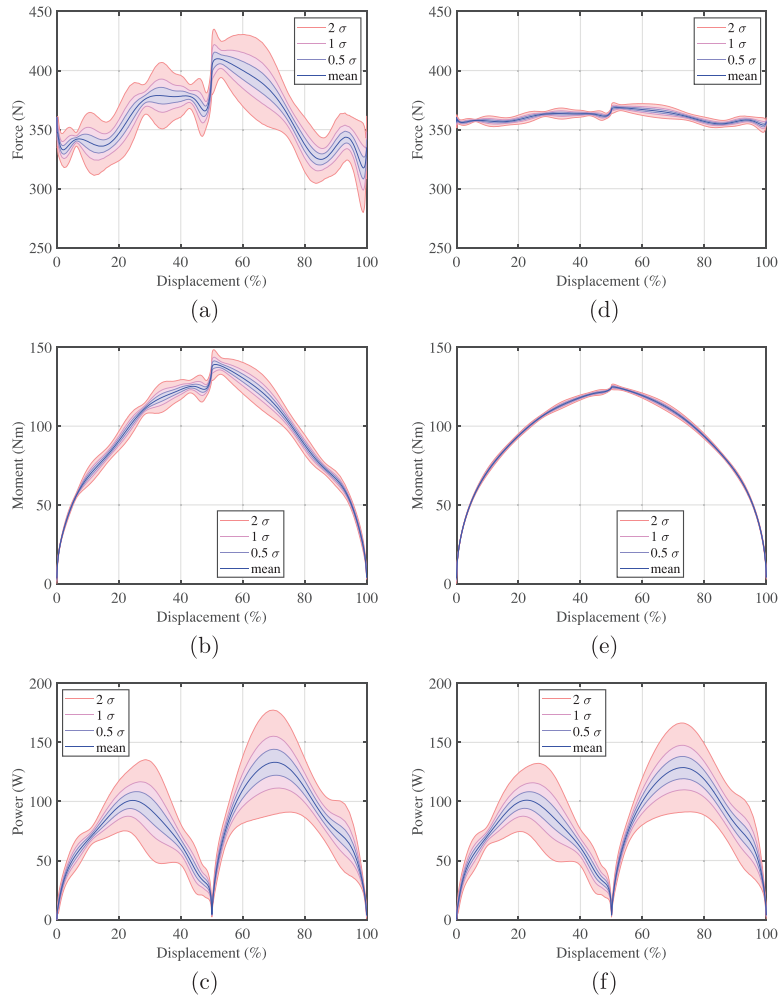 450
400
350
300
250
Force (N)
2 σ
1 σ
0.5 σ
mean
0 20 40 60 80 100
Displacement (%)
(a)
450
400
350
300
250
Force (N)
2 σ
1 σ
0.5 σ
mean
0 20 40 60 80 100
Displacement (%)
(d)
150
100
50
0
Moment (Nm)
2 σ
1 σ
0.5 σ
mean
0 20 40 60 80 100
Displacement (%)
(b)
150
100
50
0
Moment (Nm)
2 σ
1 σ
0.5 σ
mean
0 20 40 60 80 100
Displacement (%)
(e)
200
150
100
50
0
Power (W)
2 σ
1 σ
0.5 σ
mean
0 20 40 60 80 100
Displacement (%)
(c)
200
150
100
50
0
Power (W)
2 σ
1 σ
0.5 σ
mean
0 20 40 60 80 100
Displacement (%)
(f)